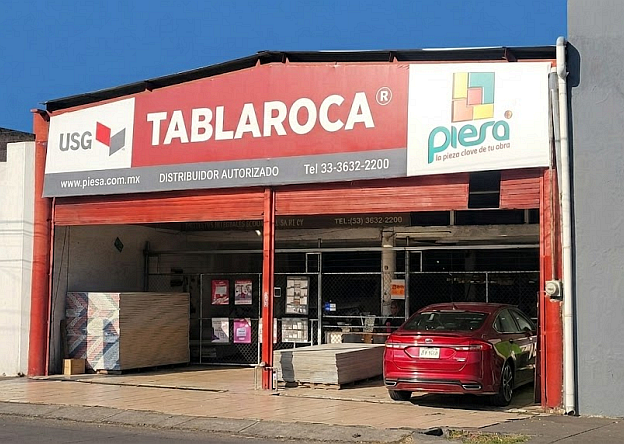 USG
TABLAROCA®
piesa
la pieza clave de tu obra
www.piesa.com.mx
DISTRIBUIDOR AUTORIZADO
Tel 33-3632-2200
TEL:(33) 3632-2200